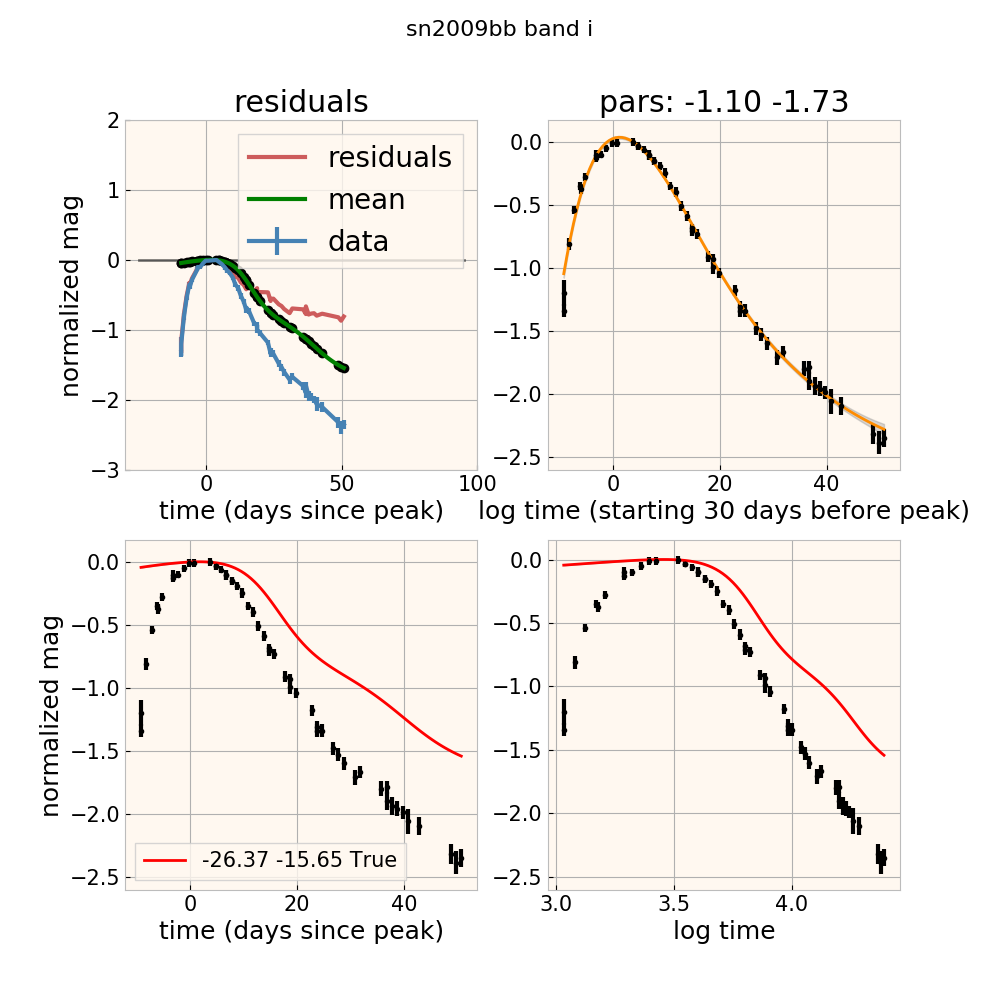 sn2009bb band i
residuals
pars: -1.10 -1.73
normalized mag
2
1
0
−1
−2
−3
residuals
mean
data
0
50
100
time (days since peak)
0.0
−0.5
−1.0
−1.5
−2.0
−2.5
0
20
40
log time (starting 30 days before peak)
normalized mag
0.0
−0.5
−1.0
−1.5
−2.0
−2.5
-26.37 -15.65 True
0
20
40
time (days since peak)
0.0
−0.5
−1.0
−1.5
−2.0
−2.5
3.0
3.5
4.0
log time